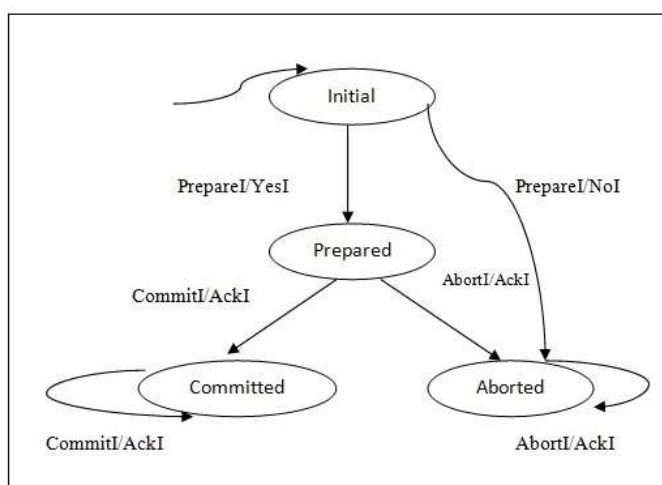 Initial
PrepareI/YesI
PrepareI/NoI
Prepared
AbortI/AckI
CommitI/AckI
Committed
Aborted
CommitI/AckI
AbortI/AckI